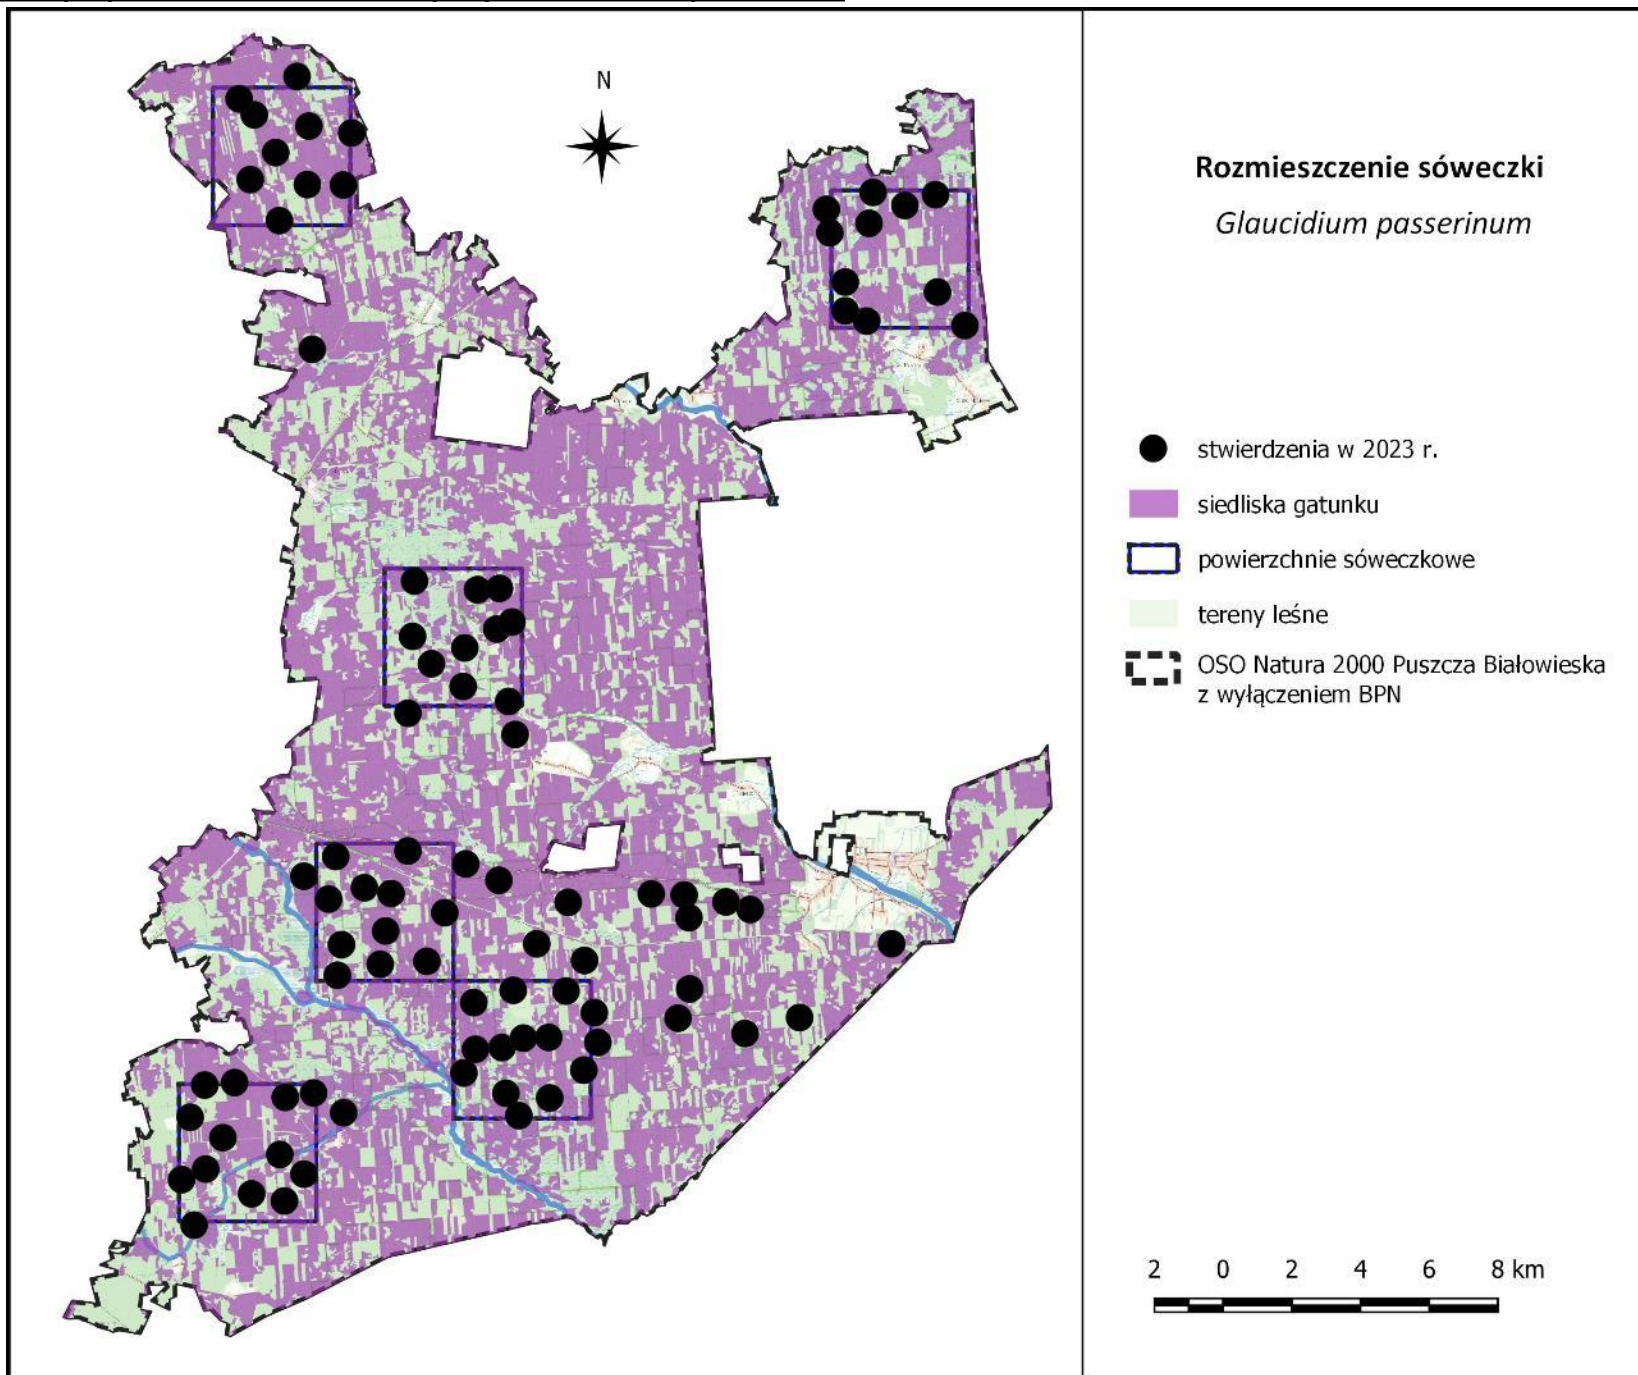 N
Rozmieszczenie sóweczki
Glaucidium passerinum
stwierdzenia w 2023 r.
siedliska gatunku
powierzchnie sóweczkowe
tereny leśne
OSO Natura 2000 Puszcza Białowieska
z wyłączeniem BPN
2 0 2 4 6 8 km